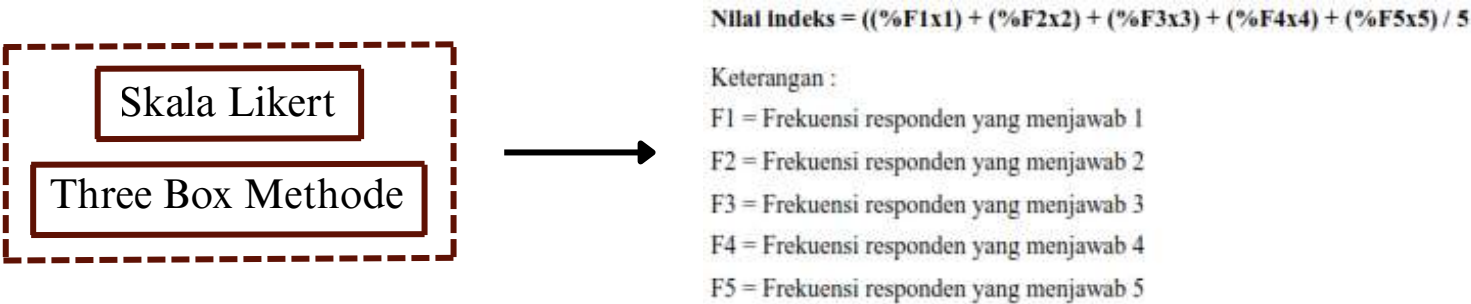 Skala Likert
Three Box Methode
Nilai Indeks = ((%F1x1) + (%F2x2) + (%F3x3) + (%F4x4) + (%F5x5) / 5
Keterangan :
F1 = Frekuensi responden yang menjawab 1
F2 = Frekuensi responden yang menjawab 2
F3 = Frekuensi responden yang menjawab 3
F4 = Frekuensi responden yang menjawab 4
F5 = Frekuensi responden yang menjawab 5